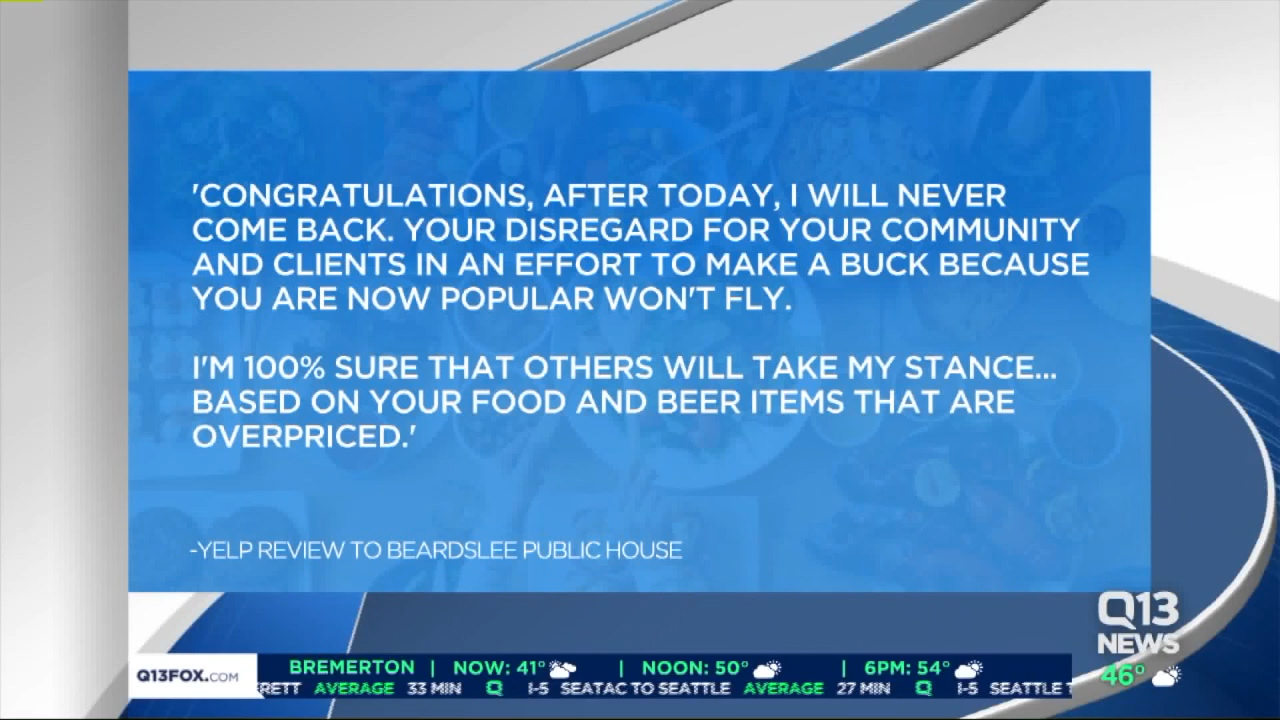 'CONGRATULATIONS, AFTER TODAY, I WILL NEVER
COME BACK. YOUR DISREGARD FOR YOUR COMMUNITY
AND CLIENTS IN AN EFFORT TO MAKE A BUCK BECAUSE
YOU ARE NOW POPULAR WON'T FLY.
I'M 100% SURE THAT OTHERS WILL TAKE MY STANCE...
BASED ON YOUR FOOD AND BEER ITEMS THAT ARE
OVERPRICED.'
-YELP REVIEW TO BEARDSLEE PUBLIC HOUSE
Q13
NEWS
46°
Q13FOX.COM
BREMERTON | NOW: 41° | NOON: 50° | 6PM: 54°
RETT AVERAGE 33 MIN Q I-5 SEATAC TO SEATTLE AVERAGE 27 MIN Q I-5 SEATTLE